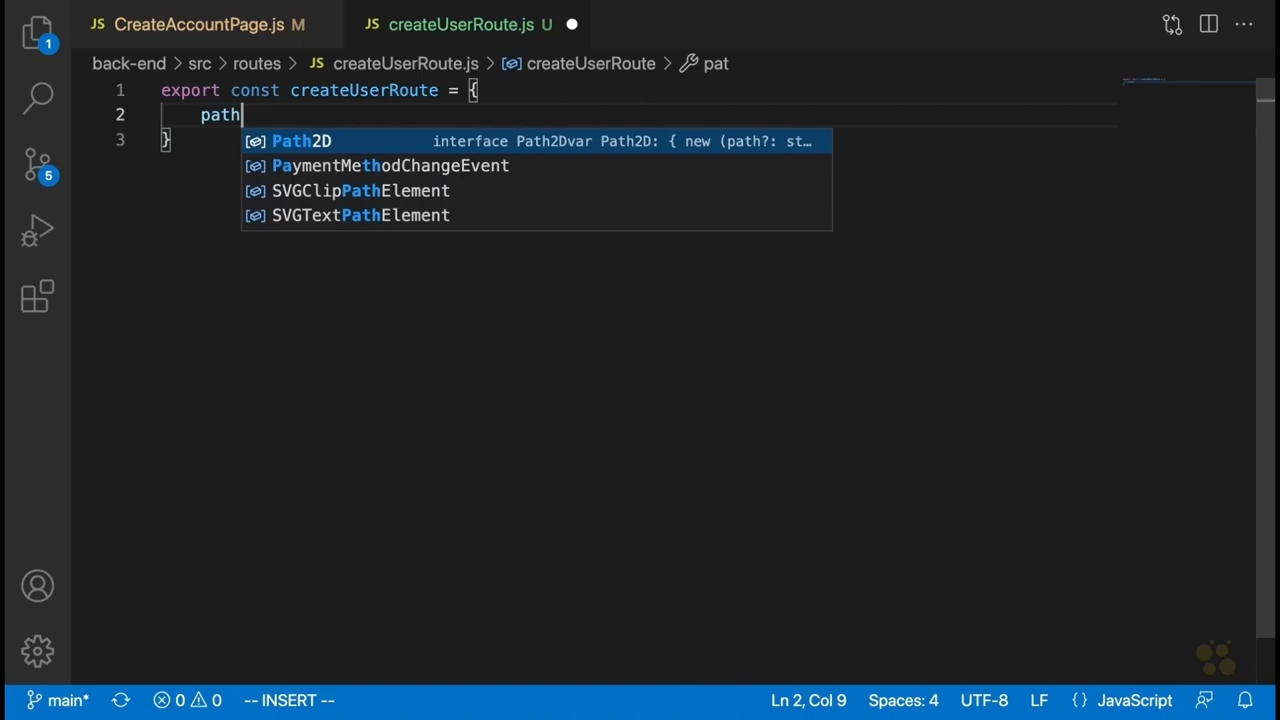 JS CreateAccountPage.js M
JS createUserRoute.js U
1
back-end > src > routes > JS createUserRoute.js > createUserRoute > pat
1 export const createUserRoute = {
2 path
Path2D interface Path2Dvar Path2D: { new (path?: st…
3 }
PaymentMethodChangeEvent
SVGClipPathElement
5
SVGTextPathElement
main* 0 0 -- INSERT -- Ln 2, Col 9 Spaces: 4 UTF-8 LF {} JavaScript